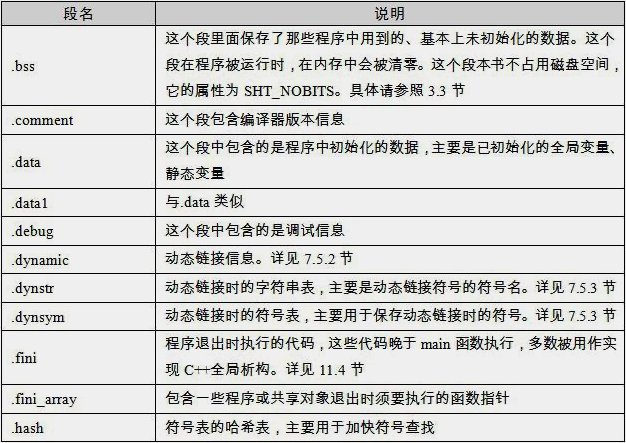 段名 说明
.bss 这个段里面保存了那些程序中用到的、基本上未初始化的数据。这个
段在程序被运行时，在内存中会被清零。这个段本书不占用磁盘空间，
它的属性为 SHT_NOBITS。具体请参照 3.3 节
.comment 这个段包含编译器版本信息
.data 这个段中包含的是程序中初始化的数据，主要是已初始化的全局变量、
静态变量
.data1 与.data 类似
.debug 这个段中包含的是调试信息
.dynamic 动态链接信息。详见 7.5.2 节
.dynstr 动态链接时的字符串表，主要是动态链接符号的符号名。详见 7.5.3 节
.dynsym 动态链接时的符号表，主要用于保存动态链接时的符号。详见 7.5.3 节
.fini 程序退出时执行的代码，这些代码晚于 main 函数执行，多数被用作实
现 C++全局析构。详见 11.4 节
.fini_array 包含一些程序或共享对象退出时须要执行的函数指针
.hash 符号表的哈希表，主要用于加快符号查找